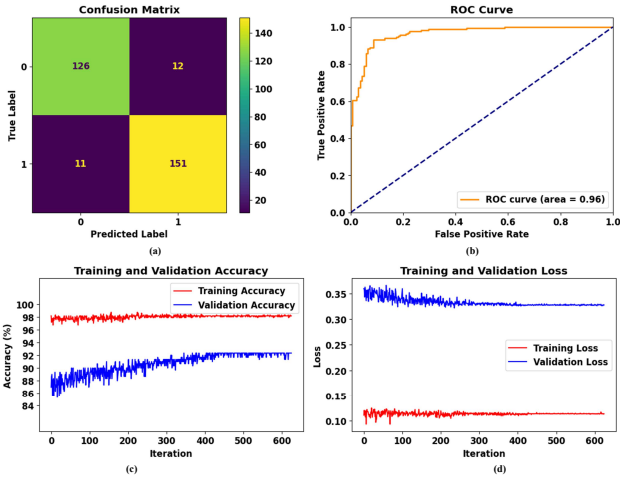 Confusion Matrix
0
1
True Label
126
12
11
151
0
1
Predicted Label
140
120
100
80
60
40
20
(a)
ROC Curve
1.0
0.8
0.6
0.4
0.2
0.0
True Positive Rate
ROC curve (area = 0.96)
0.0
0.2
0.4
0.6
0.8
1.0
False Positive Rate
(b)
Training and Validation Accuracy
Training Accuracy
Validation Accuracy
100
98
96
94
92
90
88
86
84
Accuracy (%)
0
100
200
300
400
500
600
Iteration
(c)
Training and Validation Loss
0.35
0.30
0.25
0.20
0.15
0.10
Loss
Training Loss
Validation Loss
0
100
200
300
400
500
600
Iteration
(d)